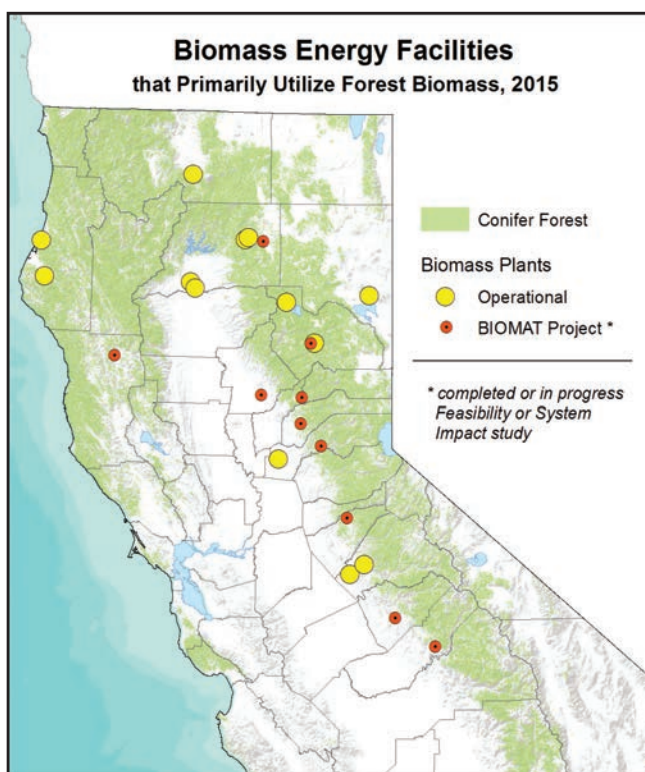 Biomass Energy Facilities
that Primarily Utilize Forest Biomass, 2015
Conifer Forest
Biomass Plants
Operational
BIOMAT Project *
* completed or in progress
Feasibility or System
Impact study